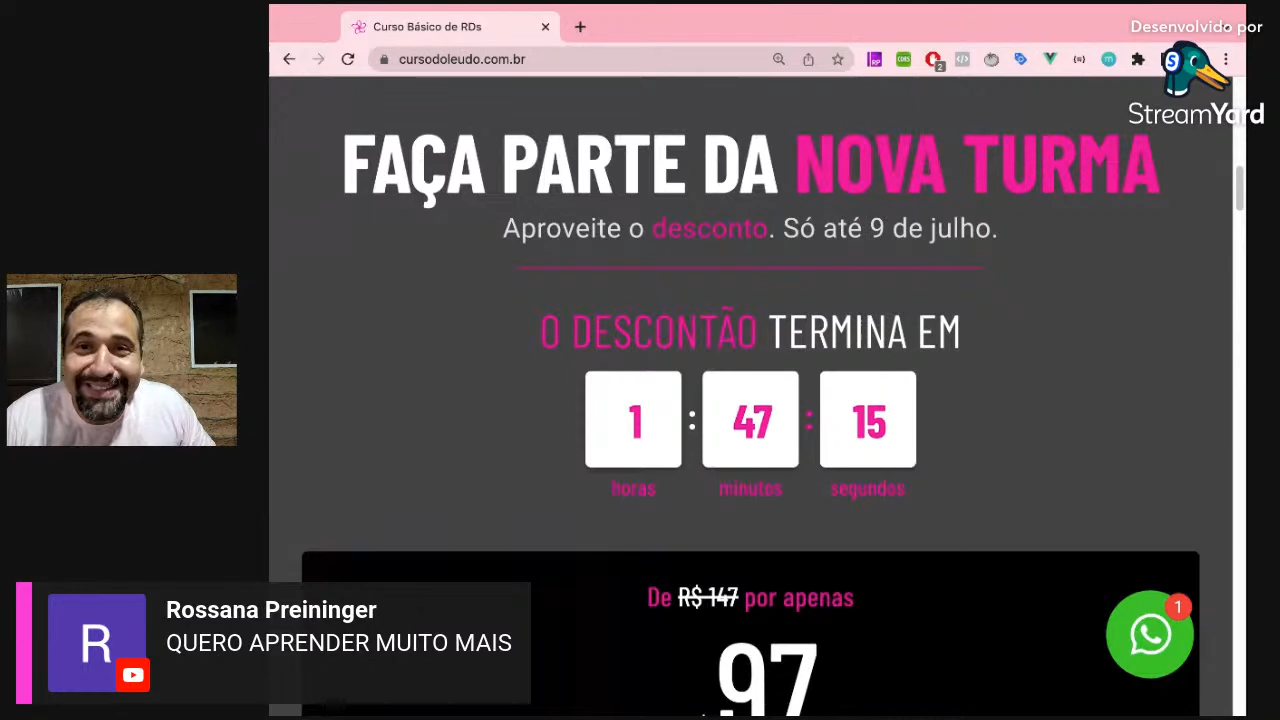 Curso Básico de RDs
cursodoleudo.com.br
Desenvolvido por
StreamYard
FAÇA PARTE DA NOVA TURMA
Aproveite o desconto. Só até 9 de julho.
O DESCONTÃO TERMINA EM
1 : 47 : 15
horas minutos segundos
De R$ 147 por apenas
97
1
R
Rossana Preininger
QUERO APRENDER MUITO MAIS